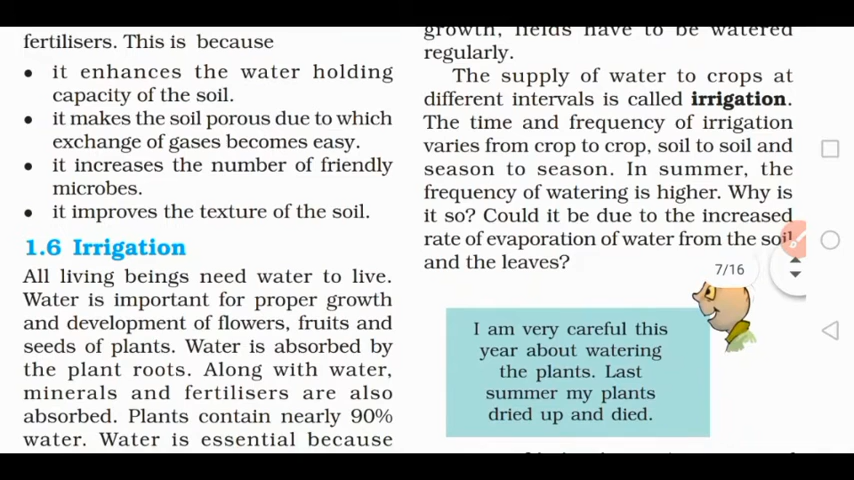 fertilisers. This is because
• it enhances the water holding
capacity of the soil.
• it makes the soil porous due to which
exchange of gases becomes easy.
• it increases the number of friendly
microbes.
• it improves the texture of the soil.
1.6 Irrigation
All living beings need water to live.
Water is important for proper growth
and development of flowers, fruits and
seeds of plants. Water is absorbed by
the plant roots. Along with water,
minerals and fertilisers are also
absorbed. Plants contain nearly 90%
water. Water is essential because
growth, fields have to be watered
regularly.
The supply of water to crops at
different intervals is called irrigation.
The time and frequency of irrigation
varies from crop to crop, soil to soil and
season to season. In summer, the
frequency of watering is higher. Why is
it so? Could it be due to the increased
rate of evaporation of water from the soil
and the leaves?
7/16
I am very careful this
year about watering
the plants. Last
summer my plants
dried up and died.